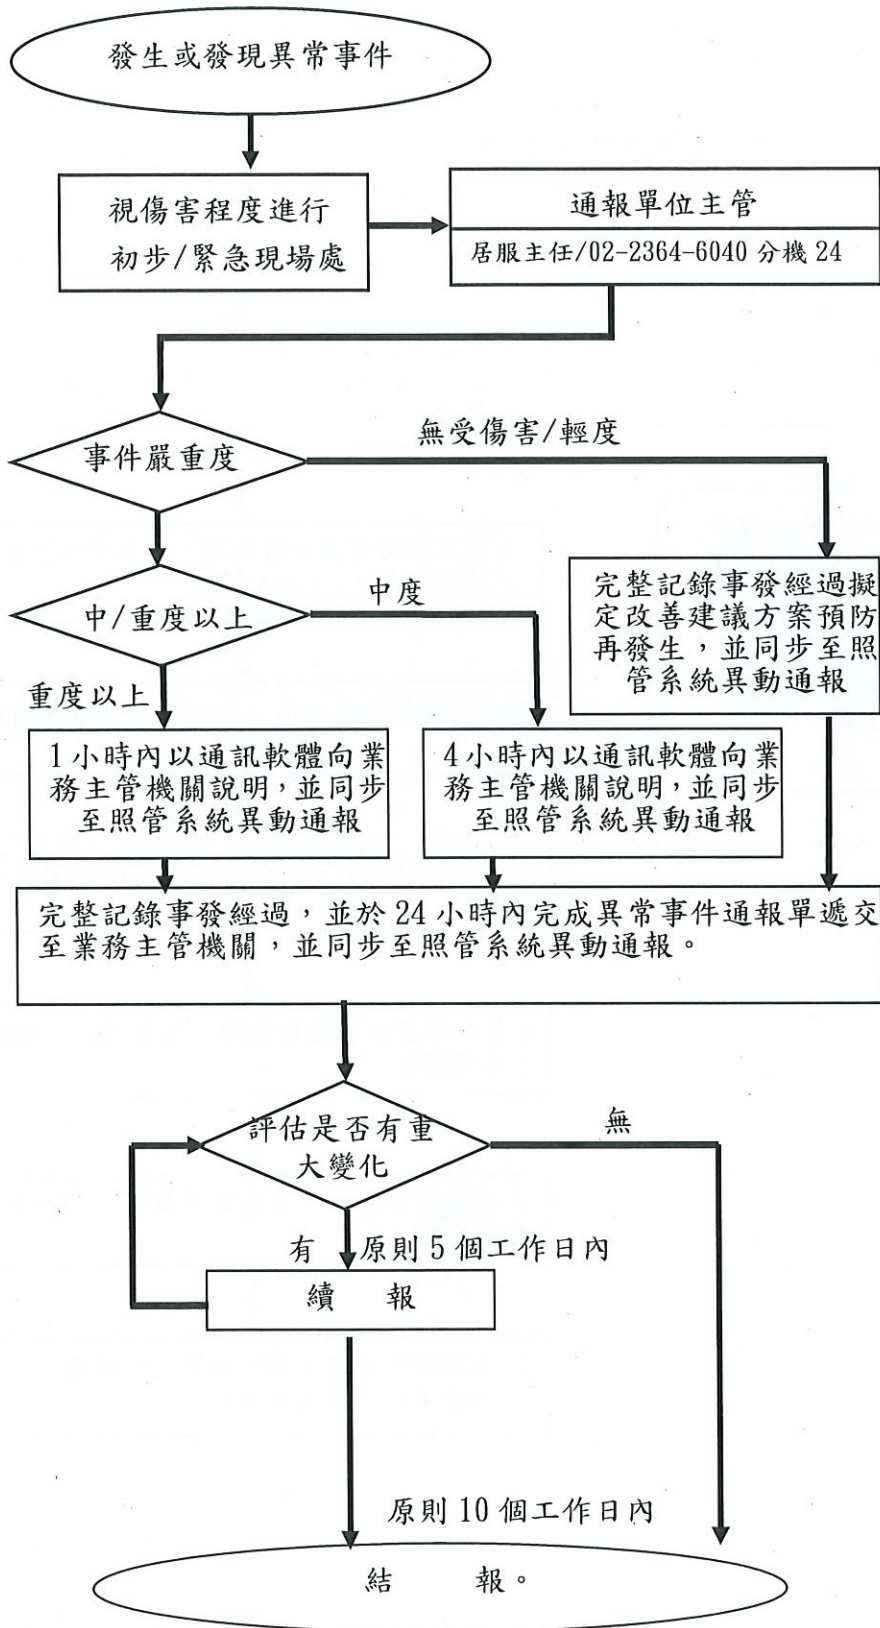 發生或發現異常事件
視傷害程度進行
初步/緊急現場處
通報單位主管
居服主任/02-2364-6040 分機 24
事件嚴重度
無受傷害/輕度
完整記錄事發經過擬
定改善建議方案預防
再發生，並同步至照
管系統異動通報
中/重度以上
中度
重度以上
1 小時內以通訊軟體向業
務主管機關說明，並同步
至照管系統異動通報
4 小時內以通訊軟體向業
務主管機關說明，並同步
至照管系統異動通報
完整記錄事發經過，並於 24 小時內完成異常事件通報單遞交
至業務主管機關，並同步至照管系統異動通報。
評估是否有重
大變化
無
有 原則 5 個工作日內
續 報
原則 10 個工作日內
結 報。